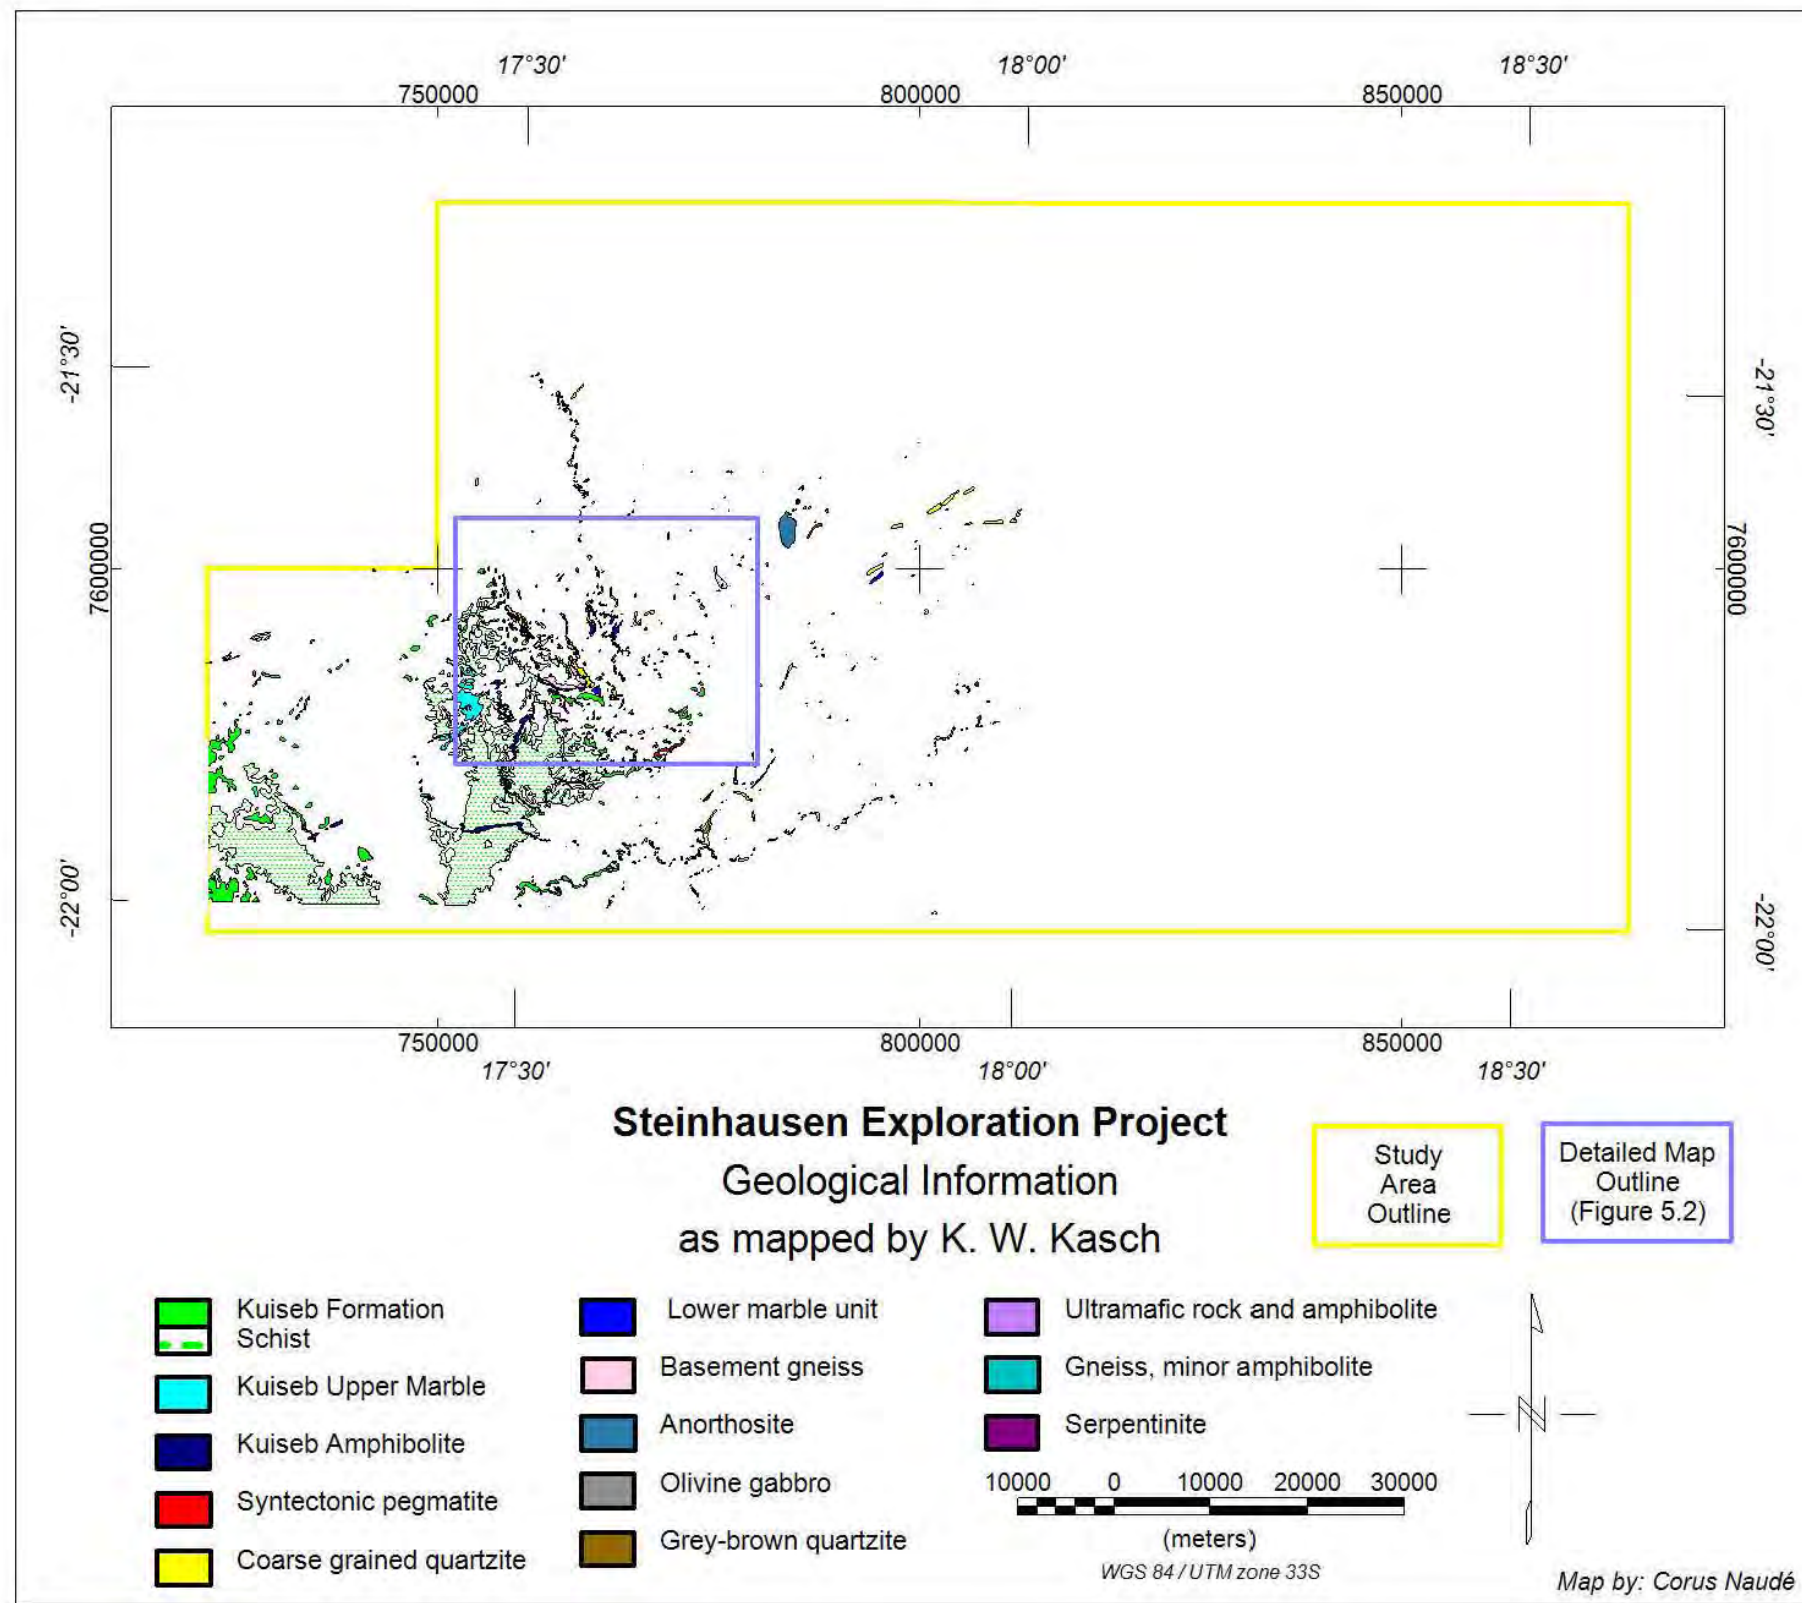 17°30' 18°00' 18°30'
750000 800000 850000
-21°30' -21°30'
7600000 7600000
-22°00' -22°00'
750000 800000 850000
17°30' 18°00' 18°30'
Steinhausen Exploration Project
Geological Information
as mapped by K. W. Kasch
Study
Area
Outline
Detailed Map
Outline
(Figure 5.2)
Kuiseb Formation
Schist
Kuiseb Upper Marble
Kuiseb Amphibolite
Syntectonic pegmatite
Coarse grained quartzite
Lower marble unit
Basement gneiss
Anorthosite
Olivine gabbro
Grey-brown quartzite
Ultramafic rock and amphibolite
Gneiss, minor amphibolite
Serpentinite
10000 0 10000 20000 30000
(meters)
WGS 84 / UTM zone 33S
N
Map by: Corus Naudé